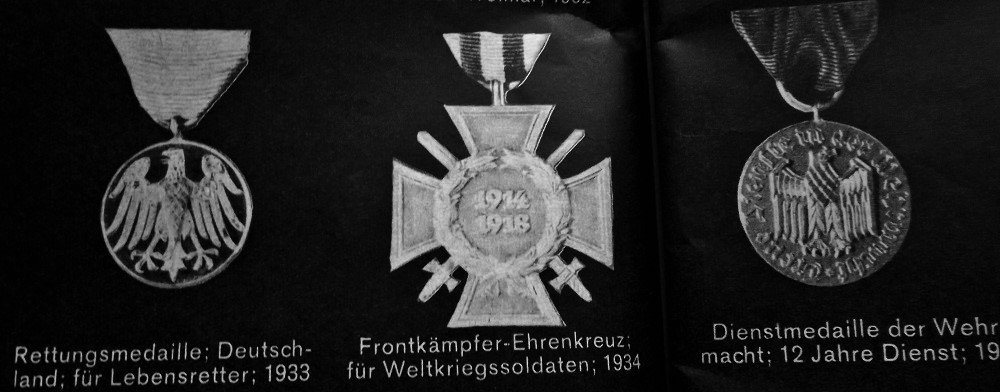 1914
1918
Rettungsmedaille; Deutsch-
land; für Lebensretter; 1933
Frontkämpfer-Ehrenkreuz;
für Weltkriegssoldaten; 1934
Dienstmedaille der Wehr
macht; 12 Jahre Dienst; 19